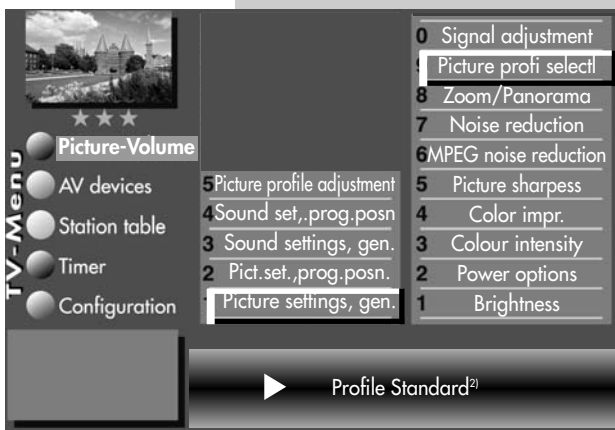 TV-Menu
Picture-Volume
AV devices
Station table
Timer
Configuration
5 Picture profile adjustment
4 Sound set,.prog.posn
3 Sound settings, gen.
2 Pict.set.,prog.posn.
1 Picture settings, gen.
0 Signal adjustment
9 Picture profi selectl
8 Zoom/Panorama
7 Noise reduction
6 MPEG noise reduction
5 Picture sharpess
4 Color impr.
3 Colour intensity
2 Power options
1 Brightness
Profile Standard2)